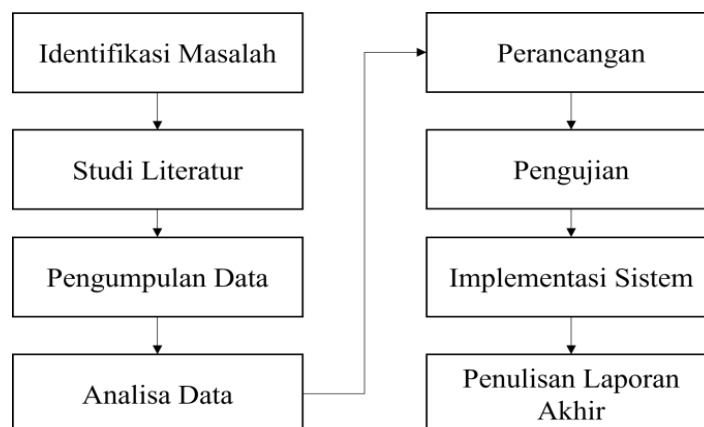 Identifikasi Masalah
Studi Literatur
Pengumpulan Data
Analisa Data
Perancangan
Pengujian
Implementasi Sistem
Penulisan Laporan
Akhir